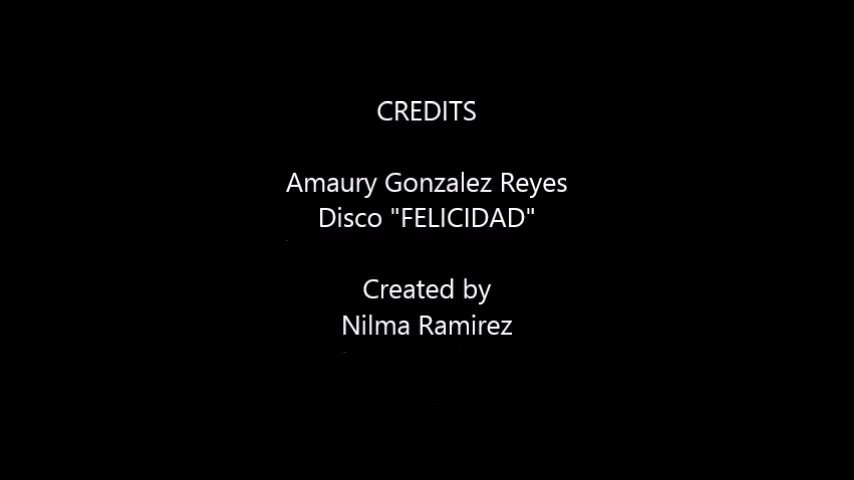 CREDITS
Amaury Gonzalez Reyes
Disco "FELICIDAD"
Created by
Nilma Ramirez